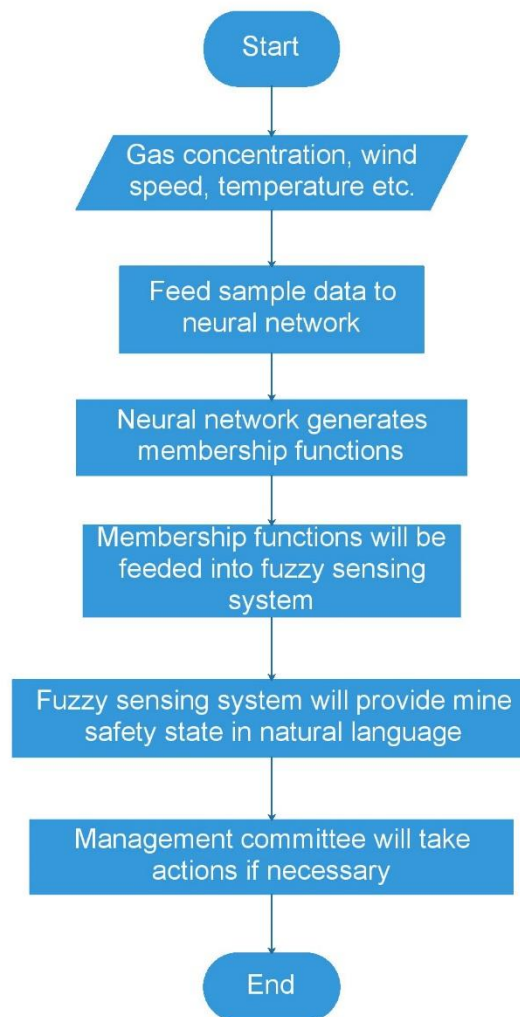 Start
Gas concentration, wind
speed, temperature etc.
Feed sample data to
neural network
Neural network generates
membership functions
Membership functions will be
feeded into fuzzy sensing
system
Fuzzy sensing system will provide mine
safety state in natural language
Management committee will take
actions if necessary
End